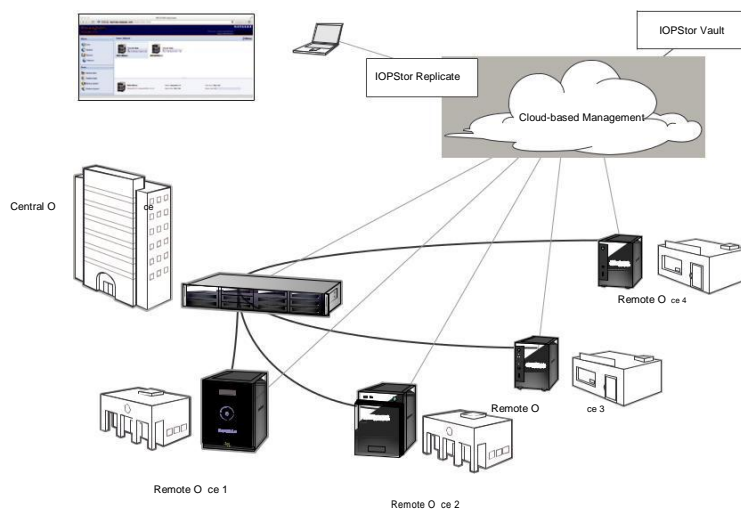 IOPStor Vault
IOPStor Replicate
Cloud-based Management
Central O ce
Remote O ce 4
Remote O ce 3
Remote O ce 1
Remote O ce 2